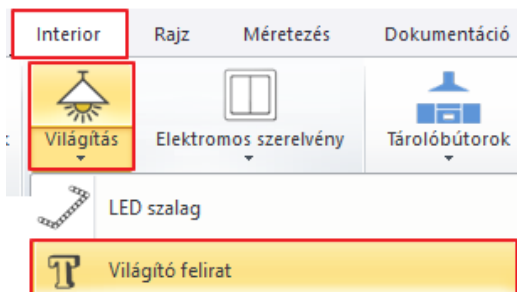 Interior Rajz Méretezés Dokumentáció
Világítás Elektromos szerelvény Tárolóbútorok
LED szalag
Világító felirat